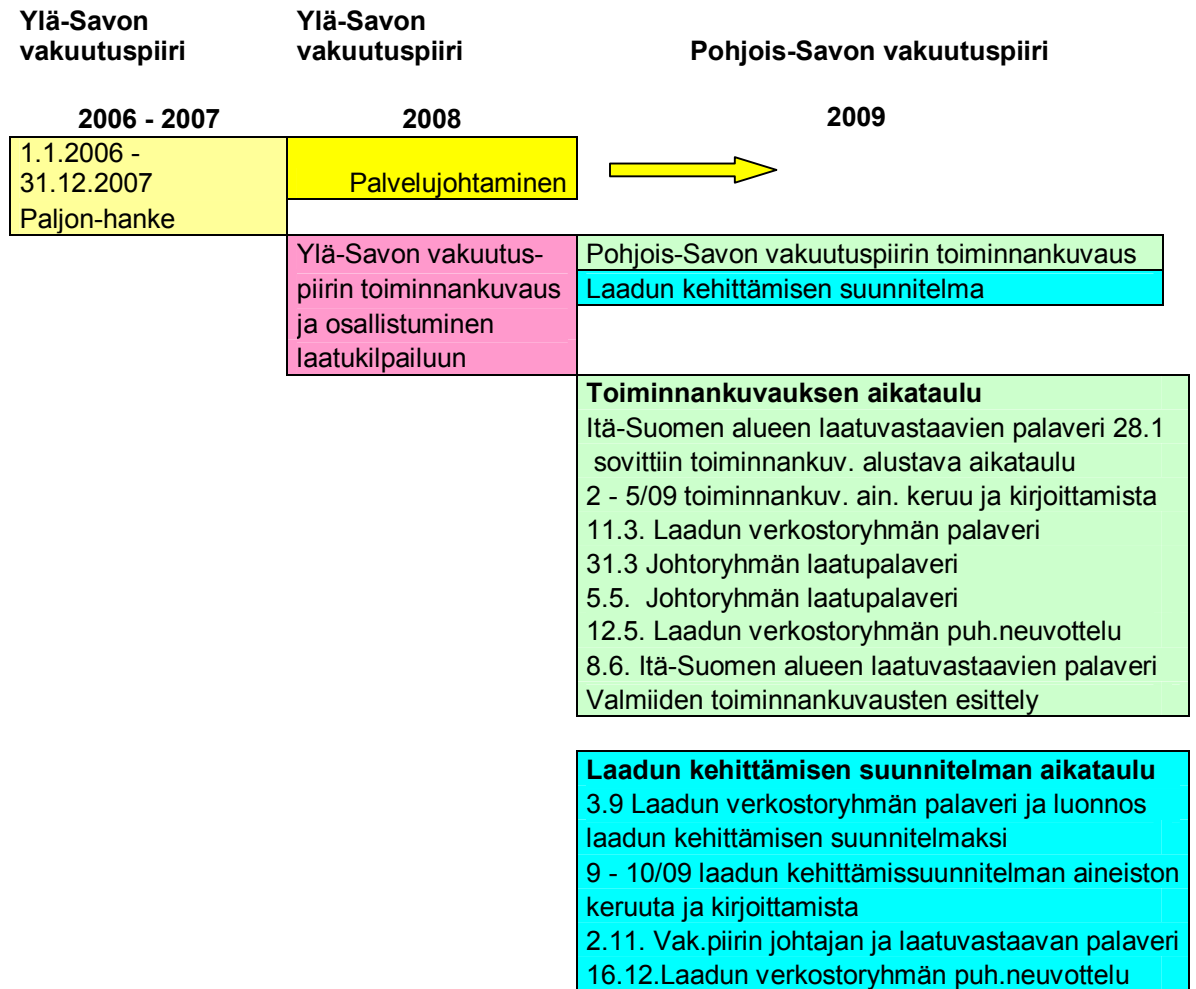 Ylä-Savon
vakuutuspiiri
Ylä-Savon
vakuutuspiiri
Pohjois-Savon vakuutuspiiri
2006 - 2007
2008
2009
1.1.2006 -
31.12.2007
Paljon-hanke
Palvelujohtaminen
Ylä-Savon vakuutus-
piirin toiminnankuvaus
ja osallistuminen
laatukilpailuun
Pohjois-Savon vakuutuspiirin toiminnankuvaus
Laadun kehittämisen suunnitelma
Toiminnankuvauksen aikataulu
Itä-Suomen alueen laatuvastaavien palaveri 28.1
sovittiin toiminnankuv. alustava aikataulu
2 - 5/09 toiminnankuv. ain. keruu ja kirjoittamista
11.3. Laadun verkostoryhmän palaveri
31.3 Johtoryhmän laatupalaveri
5.5. Johtoryhmän laatupalaveri
12.5. Laadun verkostoryhmän puh.neuvottelu
8.6. Itä-Suomen alueen laatuvastaavien palaveri
Valmiiden toiminnankuvausten esittely
Laadun kehittämisen suunnitelman aikataulu
3.9 Laadun verkostoryhmän palaveri ja luonnos
laadun kehittämisen suunnitelmaksi
9 - 10/09 laadun kehittämissuunnitelman aineiston
keruuta ja kirjoittamista
2.11. Vak.piirin johtajan ja laatuvastaavan palaveri
16.12.Laadun verkostoryhmän puh.neuvottelu